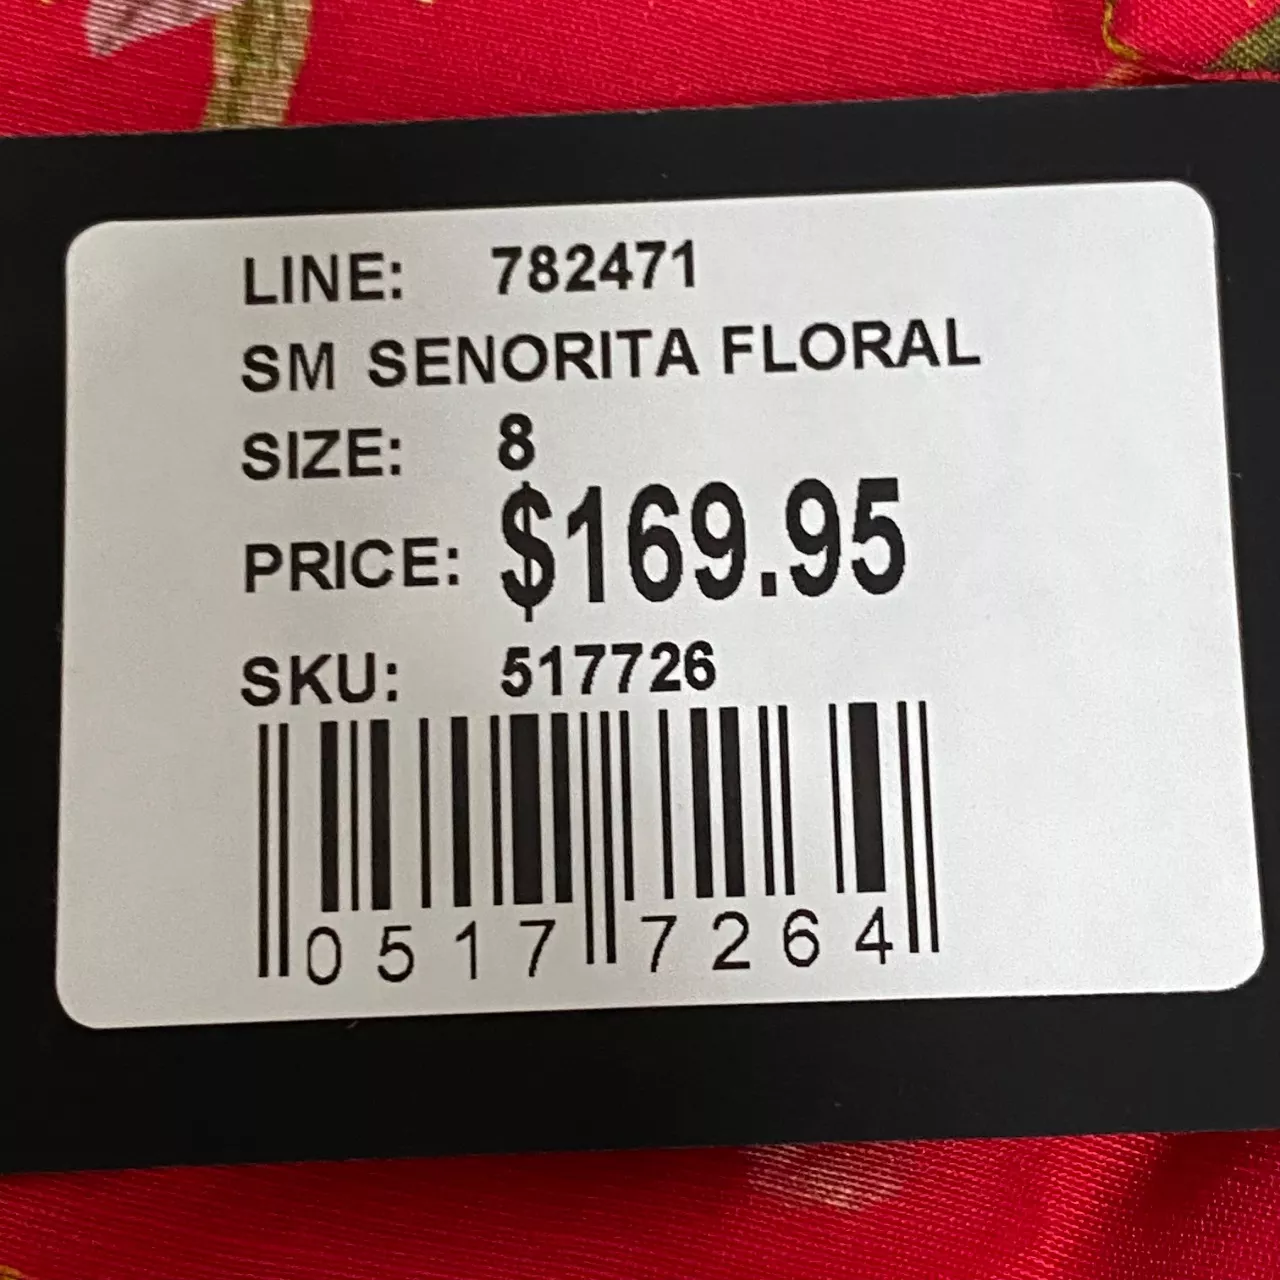 LINE: 782471
SM SENORITA FLORAL
SIZE: 8
PRICE: $169.95
SKU: 517726
0517 7264